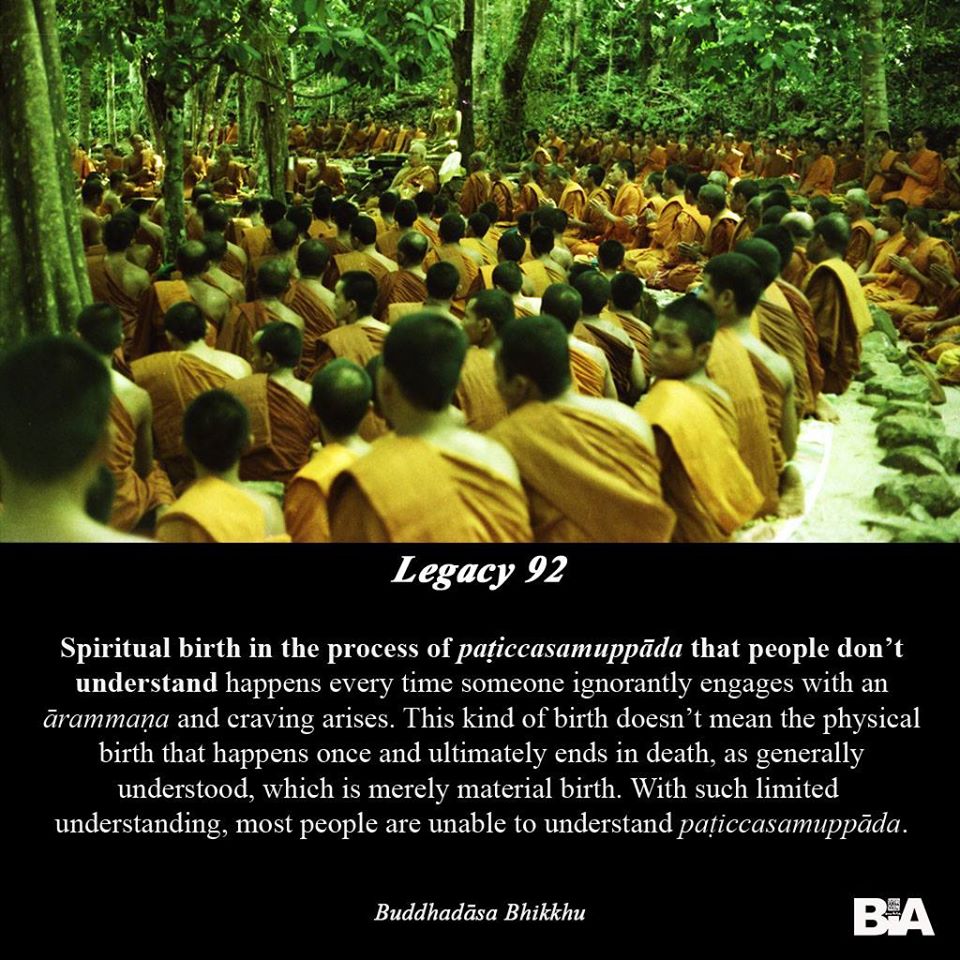 Legacy 92
Spiritual birth in the process of paṭiccasamuppāda that people don’t
understand happens every time someone ignorantly engages with an
ārammaṇa and craving arises. This kind of birth doesn’t mean the physical
birth that happens once and ultimately ends in death, as generally
understood, which is merely material birth. With such limited
understanding, most people are unable to understand paṭiccasamuppāda.
Buddhadāsa Bhikkhu
BIA